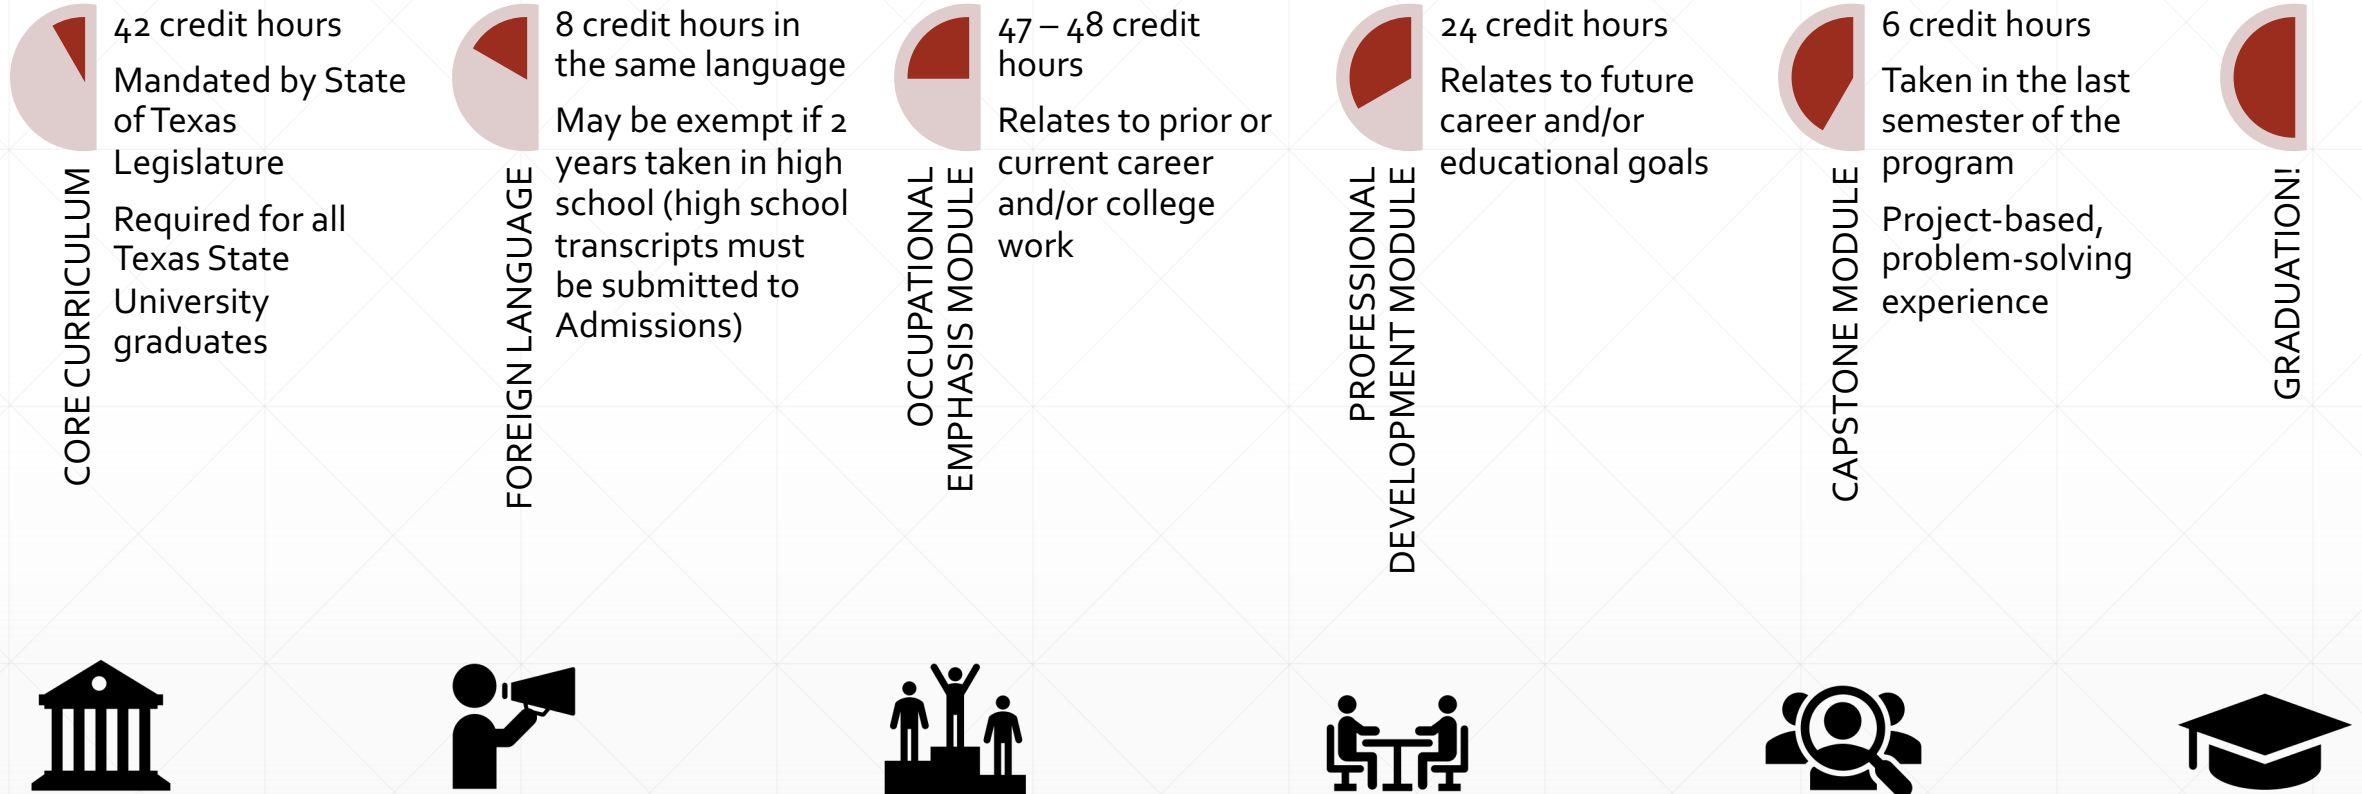 CORE CURRICULUM
42 credit hours
Mandated by State
of Texas
Legislature
Required for all
Texas State
University
graduates
FOREIGN LANGUAGE
8 credit hours in
the same language
May be exempt if 2
years taken in high
school (high school
transcripts must
be submitted to
Admissions)
OCCUPATIONAL
EMPHASIS MODULE
47 – 48 credit
hours
Relates to prior or
current career
and/or college
work
PROFESSIONAL
DEVELOPMENT MODULE
24 credit hours
Relates to future
career and/or
educational goals
CAPSTONE MODULE
6 credit hours
Taken in the last
semester of the
program
Project-based,
problem-solving
experience
GRADUATION!